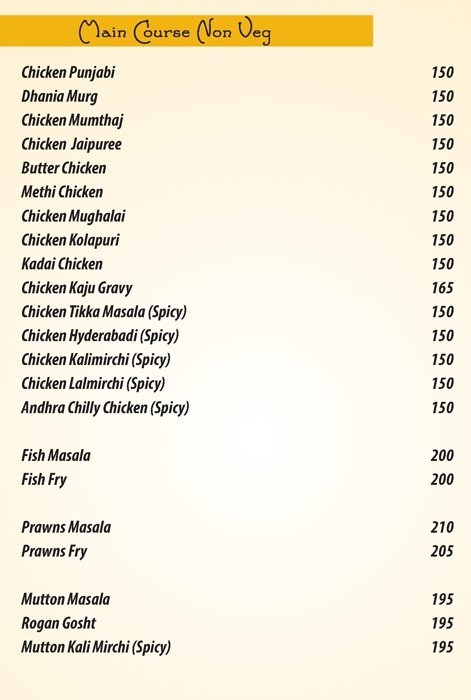 Main Course Non Veg
Chicken Punjabi 150
Dhania Murg 150
Chicken Mumthaj 150
Chicken Jaipuree 150
Butter Chicken 150
Methi Chicken 150
Chicken Mughalai 150
Chicken Kolapuri 150
Kadai Chicken 150
Chicken Kaju Gravy 165
Chicken Tikka Masala (Spicy) 150
Chicken Hyderabadi (Spicy) 150
Chicken Kalimirchi (Spicy) 150
Chicken Lalmirchi (Spicy) 150
Andhra Chilly Chicken (Spicy) 150
Fish Masala 200
Fish Fry 200
Prawns Masala 210
Prawns Fry 205
Mutton Masala 195
Rogan Gosht 195
Mutton Kali Mirchi (Spicy) 195